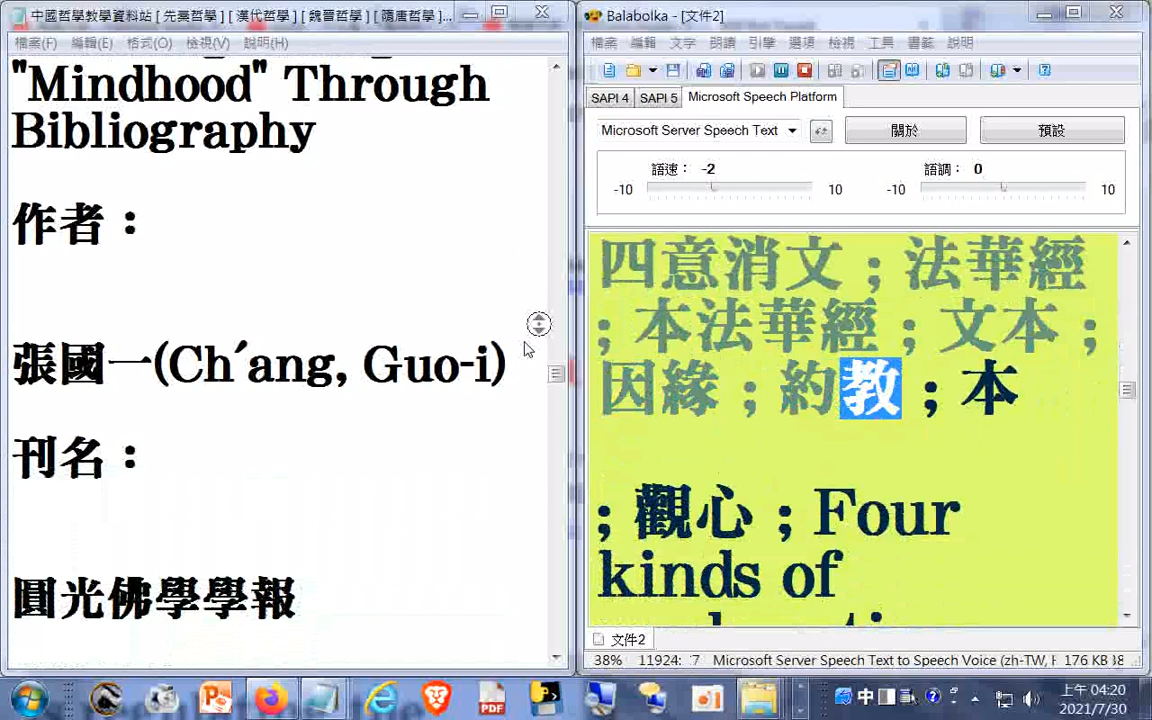 中國哲學教學資料站 [ 先秦哲學 ] [ 漢代哲學 ] [ 魏晉哲學 ] [ 隋唐哲學 ]...
檔案(F) 編輯(E) 格式(O) 檢視(V) 說明(H)
"Mindhood" Through
Bibliography
作者：
張國一(Ch´ang, Guo-i)
刊名：
圓光佛學學報
Balabolka - [文件2]
檔案 編輯 文字 朗讀 引擎 選項 檢視 工具 書籤 說明
SAPI 4 SAPI 5 Microsoft Speech Platform
Microsoft Server Speech Text 關於 預設
語速： -2 語調： 0
-10 10 -10 10
四意消文；法華經
；本法華經；文本；
因緣；約教；本
；觀心；Four
kinds of
文件2
38% 11924: 7 Microsoft Server Speech Text to Speech Voice (zh-TW, 176 KB
中
上午 04:20
2021/7/30